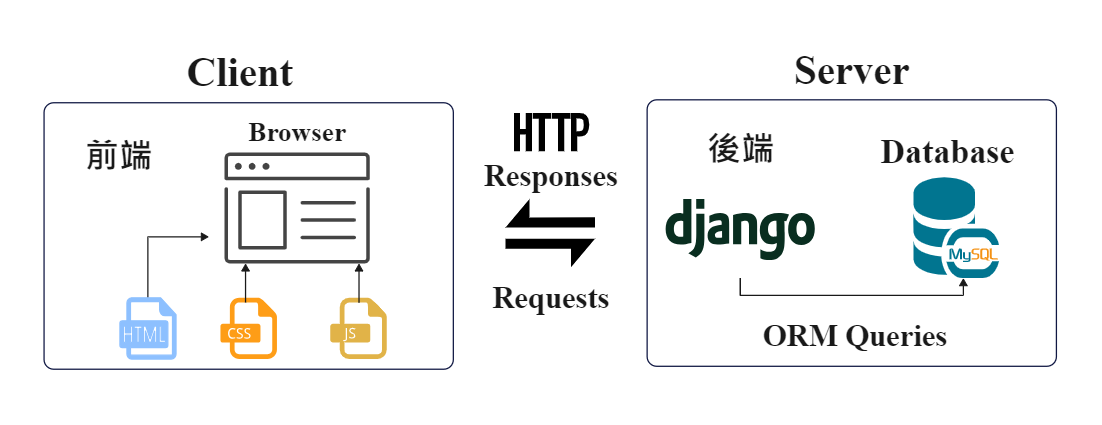 Client
前端
Browser
HTML
CSS
JS
HTTP
Responses
Requests
Server
後端
Database
django
MySQL
ORM Queries